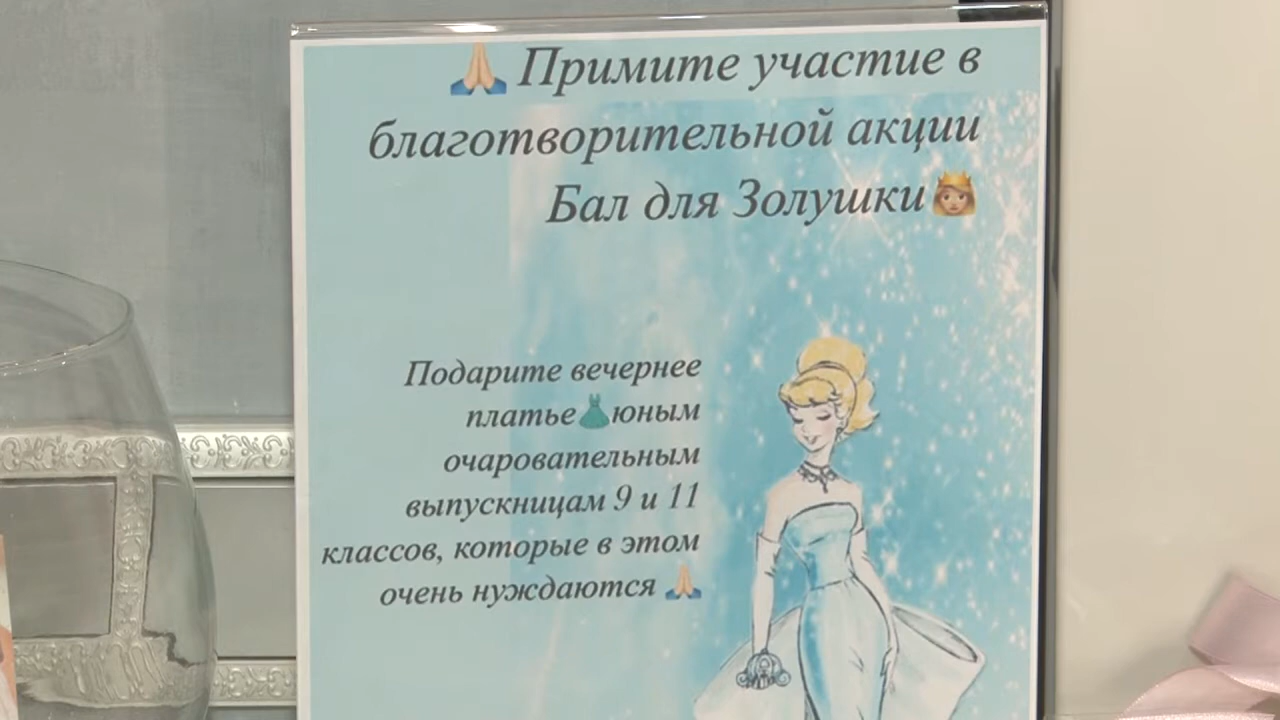 🙏🏻 Примите участие в
благотворительной акции
Бал для Золушки👸🏼
Подарите вечернее
платье👗юным
очаровательным
выпускницам 9 и 11
классов, которые в этом
очень нуждаются 🙏🏻